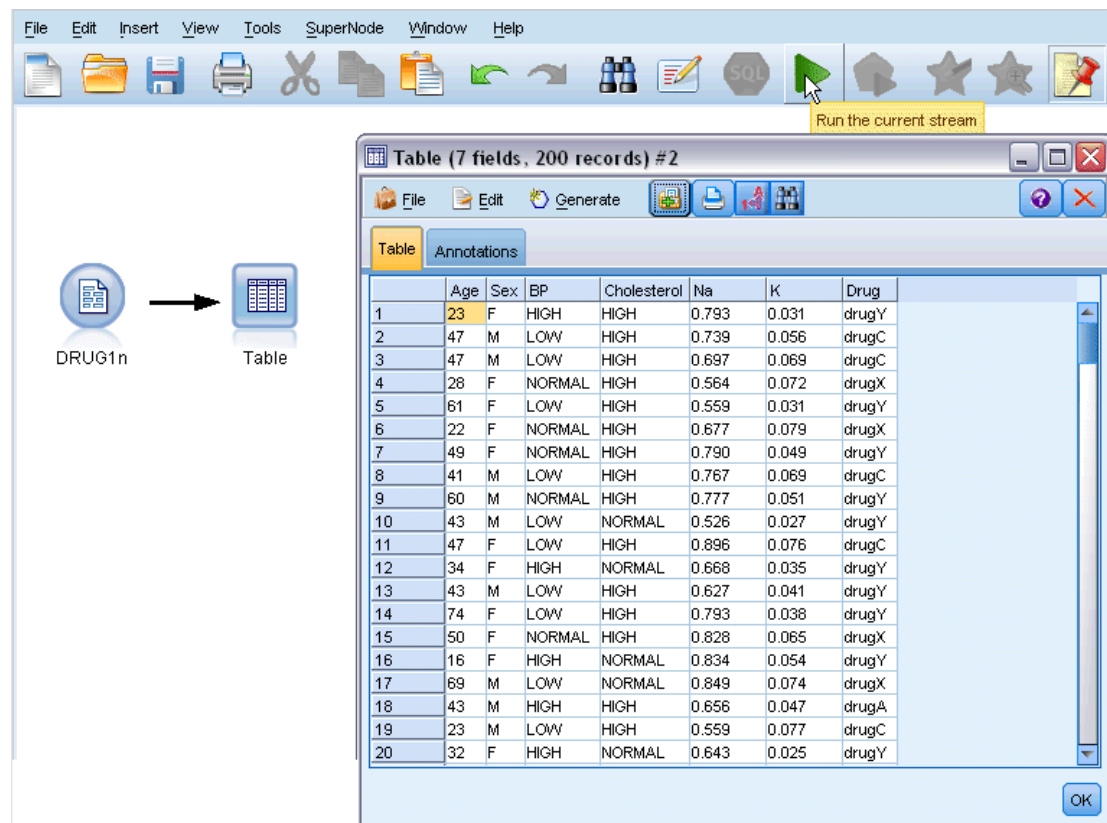 File Edit Insert View Tools SuperNode Window Help
SQL
Run the current stream
Table (7 fields, 200 records) #2
File Edit Generate
Table Annotations
DRUG1n
Table
Age Sex BP Cholesterol Na K Drug
1 23 F HIGH HIGH 0.793 0.031 drugY
2 47 M LOW HIGH 0.739 0.056 drugC
3 47 M LOW HIGH 0.697 0.069 drugC
4 28 F NORMAL HIGH 0.564 0.072 drugX
5 61 F LOW HIGH 0.559 0.031 drugY
6 22 F NORMAL HIGH 0.677 0.079 drugX
7 49 F NORMAL HIGH 0.790 0.049 drugY
8 41 M LOW HIGH 0.767 0.069 drugC
9 60 M NORMAL HIGH 0.777 0.051 drugY
10 43 M LOW NORMAL 0.526 0.027 drugY
11 47 F LOW HIGH 0.896 0.076 drugC
12 34 F HIGH NORMAL 0.668 0.035 drugY
13 43 M LOW HIGH 0.627 0.041 drugY
14 74 F LOW HIGH 0.793 0.038 drugY
15 50 F NORMAL HIGH 0.828 0.065 drugX
16 16 F HIGH NORMAL 0.834 0.054 drugY
17 69 M LOW NORMAL 0.849 0.074 drugX
18 43 M HIGH HIGH 0.656 0.047 drugA
19 23 M LOW HIGH 0.559 0.077 drugC
20 32 F HIGH NORMAL 0.643 0.025 drugY
OK